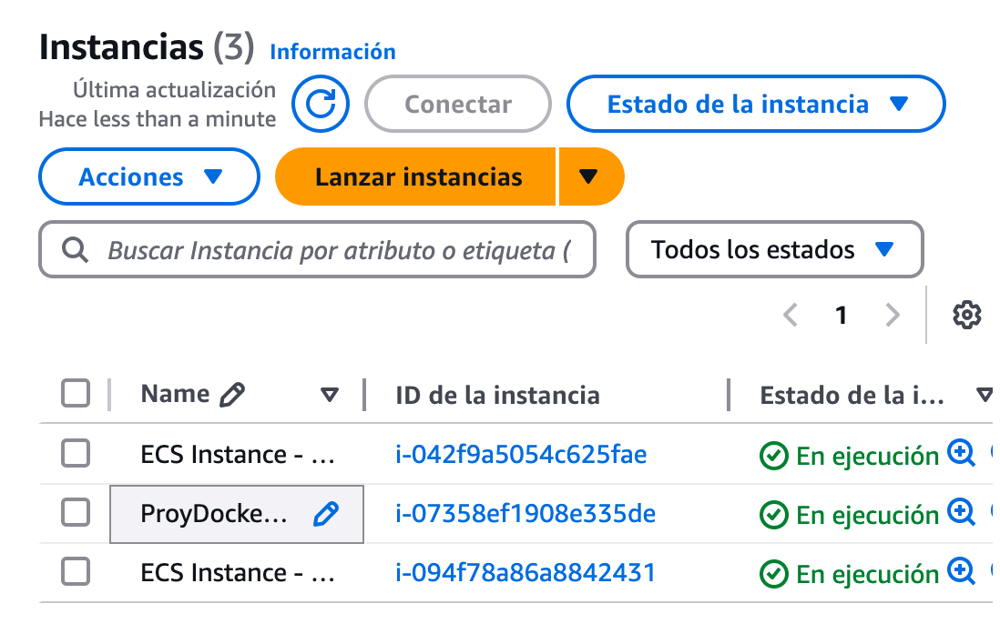 Instancias (3) Información
Última actualización
Hace less than a minute
Conectar
Estado de la instancia
Acciones
Lanzar instancias
Buscar Instancia por atributo o etiqueta (
Todos los estados
1
Name ID de la instancia Estado de la i...
ECS Instance - ... i-042f9a5054c625fae En ejecución
ProyDocke... i-07358ef1908e335de En ejecución
ECS Instance - ... i-094f78a86a8842431 En ejecución